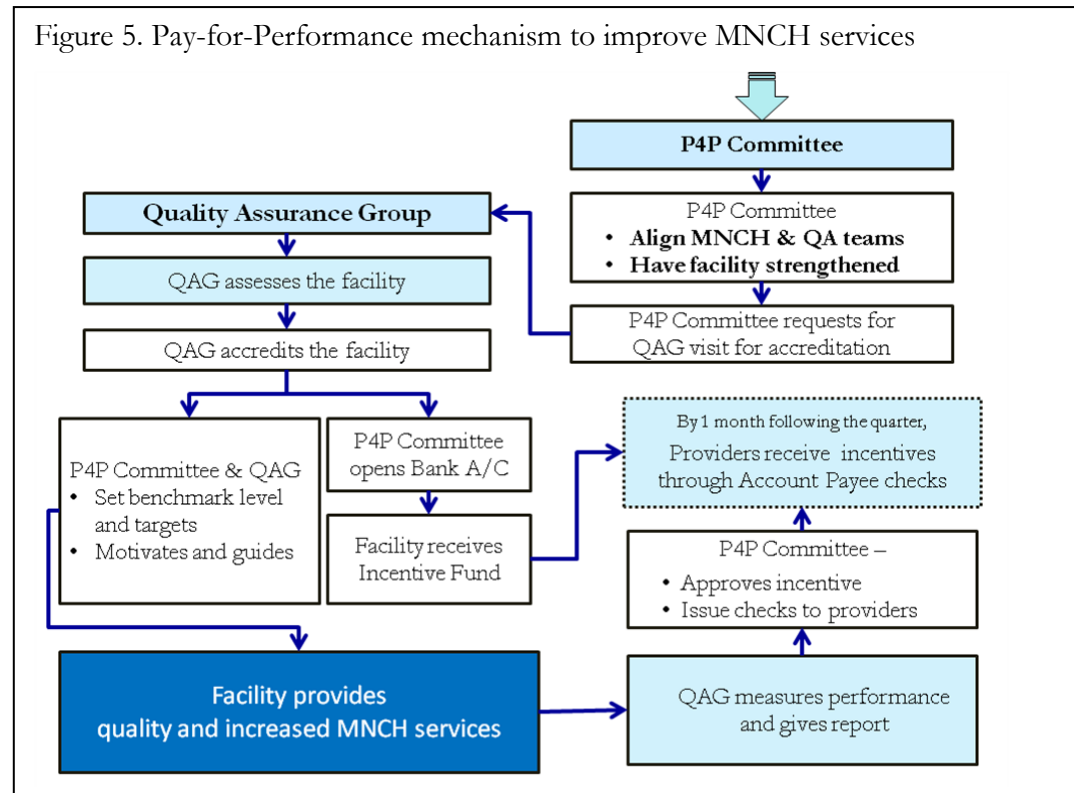 Figure 5. Pay-for-Performance mechanism to improve MNCH services
P4P Committee
P4P Committee
• Align MNCH & QA teams
• Have facility strengthened
P4P Committee requests for
QAG visit for accreditation
Quality Assurance Group
QAG assesses the facility
QAG accredits the facility
P4P Committee & QAG
• Set benchmark level
and targets
• Motivates and guides
P4P Committee
opens Bank A/C
Facility receives
Incentive Fund
Facility provides
quality and increased MNCH services
QAG measures performance
and gives report
P4P Committee –
• Approves incentive
• Issue checks to providers
By 1 month following the quarter,
Providers receive incentives
through Account Payee checks